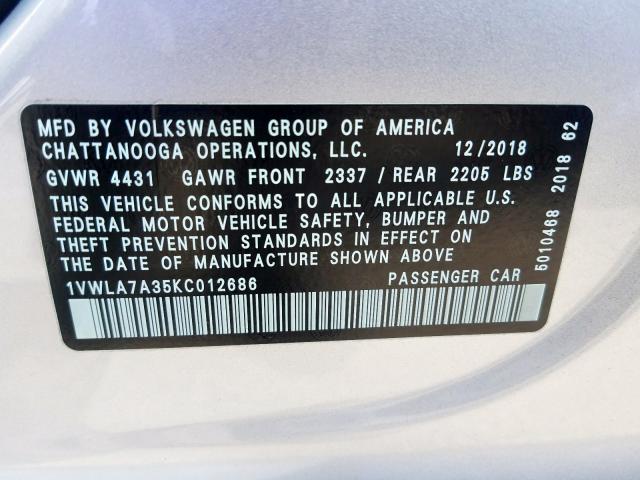 MFD BY VOLKSWAGEN GROUP OF AMERICA
CHATTANOOGA OPERATIONS, LLC. 12/2018
GVWR 4431 GAWR FRONT 2337 / REAR 2205 LBS
THIS VEHICLE CONFORMS TO ALL APPLICABLE U.S.
FEDERAL MOTOR VEHICLE SAFETY, BUMPER AND
THEFT PREVENTION STANDARDS IN EFFECT ON
THE DATE OF MANUFACTURE SHOWN ABOVE
1VWLA7A35KC012686 PASSENGER CAR
5010468 2018 62